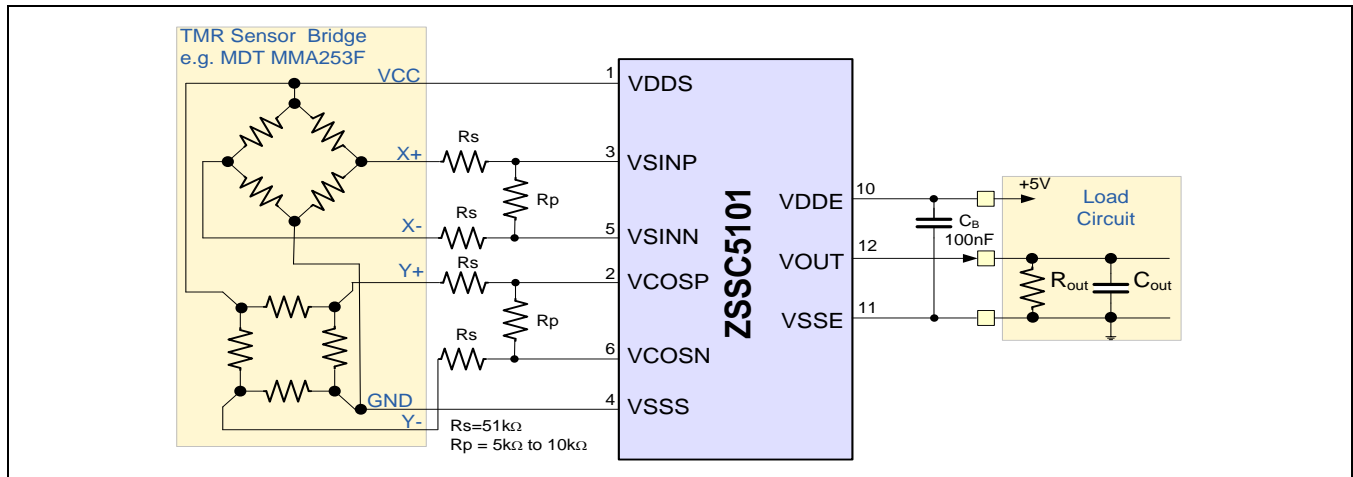 TMR Sensor Bridge
e.g. MDT MMA253F
VCC
X+
X-
Y+
GND
Y-
Rs
Rp
Rs
Rs
Rp
Rs
Rs=51kΩ
Rp = 5kΩ to 10kΩ
1
VDDS
3
VSINP
5
VSINN
2
VCOSP
6
VCOSN
4
VSSS
ZSSC5101
VDDE
10
VOUT
12
VSSE
11
CB
100nF
+5V
Load
Circuit
Rout
Cout